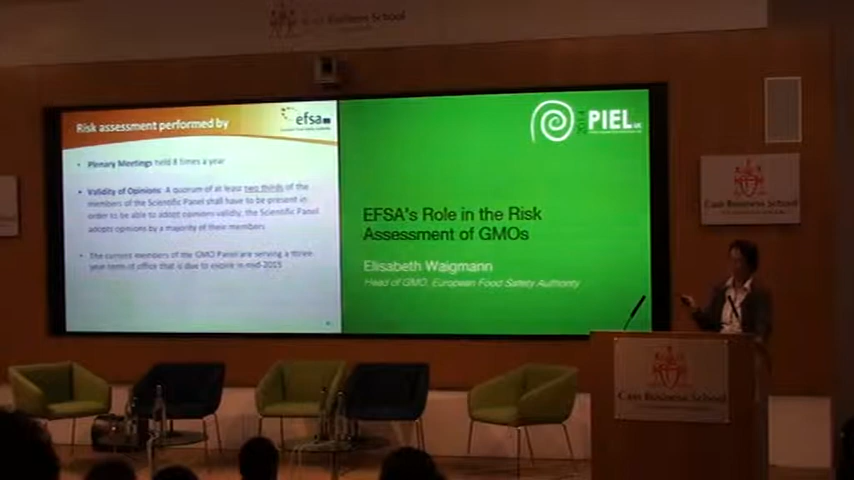 Cass Business School
Risk assessment performed by
efsa
• Plenary Meetings held 8 times a year
• Validity of Opinions: A quorum of at least two thirds of the
members of the Scientific Panel shall have to be present in
order to be able to adopt opinions validly, the Scientific Panel
adopts opinions by a majority of their members
• The current members of the GMO Panel are serving a three-
year term of office that is due to expire in mid-2015
2014
PIEL
EFSA's Role in the Risk
Assessment of GMOs
Elisabeth Waigmann
Head of GMO, European Food Safety Authority
Cass Business School
Cass Business School